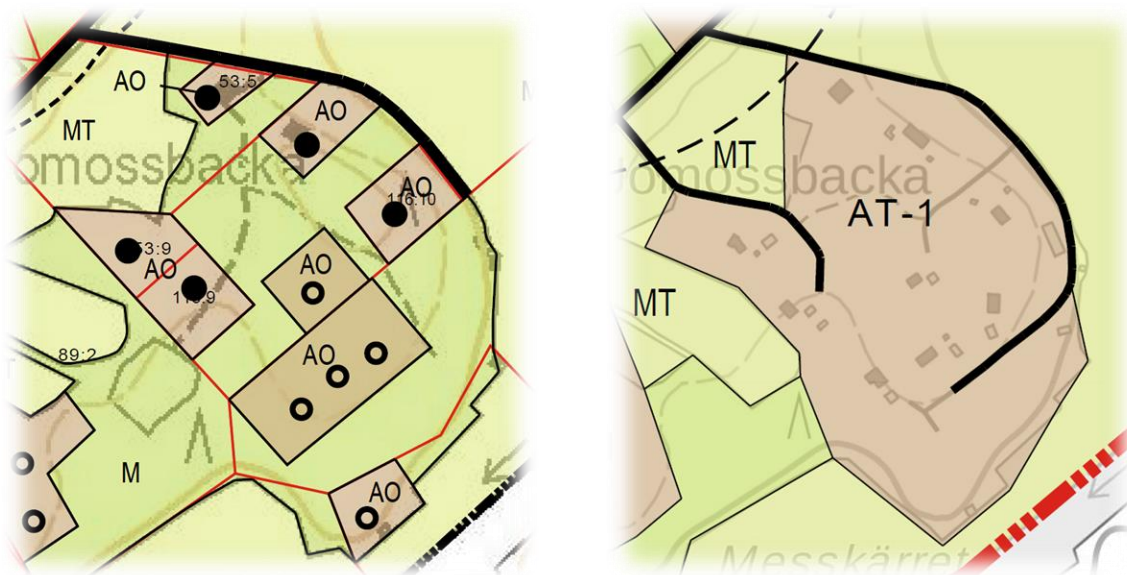 AO
53:5
AO
MT
omossbacka
AO
116:10
53:9
AO
AO
89:2
AO
M
AO
MT
omossbacka
AT-1
MT
Messkärret